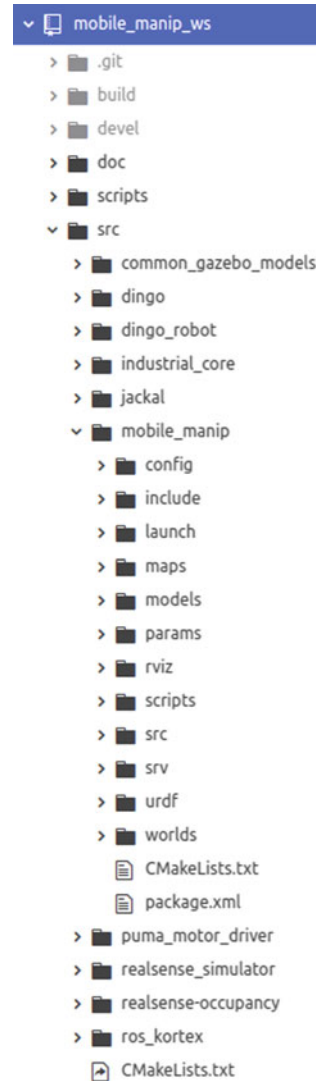 mobile_manip_ws
.git
build
devel
doc
scripts
src
common_gazebo_models
dingo
dingo_robot
industrial_core
jackal
mobile_manip
config
include
launch
maps
models
params
rviz
scripts
src
srv
urdf
worlds
CMakeLists.txt
package.xml
puma_motor_driver
realsense_simulator
realsense-occupancy
ros_kortex
CMakeLists.txt